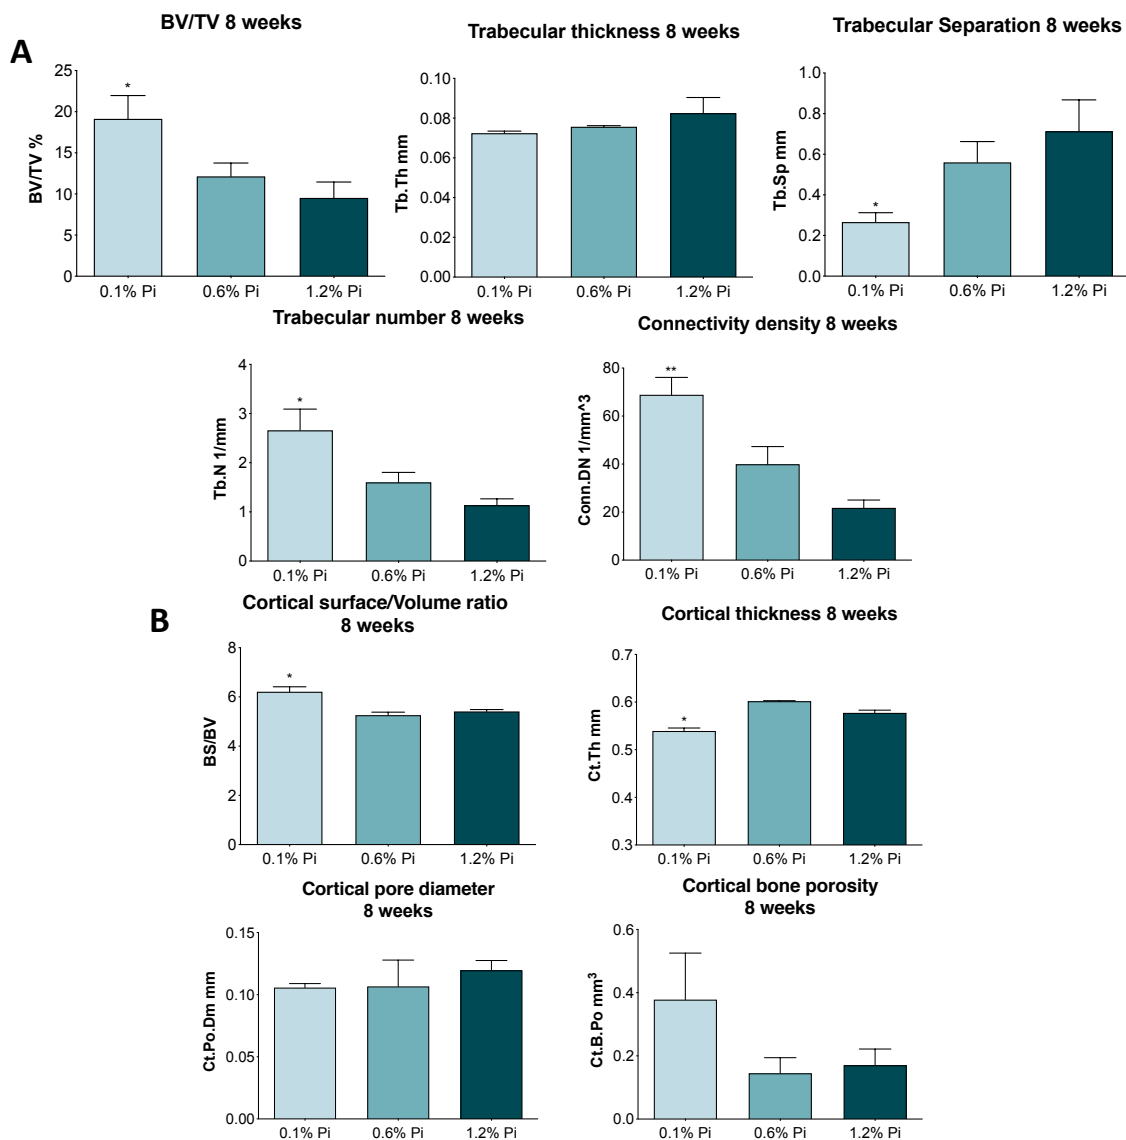 A
BV/TV 8 weeks
BV/TV %
25
20
15
10
5
0
*
0.1% Pi
0.6% Pi
1.2% Pi
Trabecular thickness 8 weeks
Tb.Th mm
0.10
0.08
0.06
0.04
0.02
0.00
0.1% Pi
0.6% Pi
1.2% Pi
Trabecular Separation 8 weeks
Tb.Sp mm
1.0
0.8
0.6
0.4
0.2
0.0
*
0.1% Pi
0.6% Pi
1.2% Pi
Trabecular number 8 weeks
Tb.N 1/mm
4
3
2
1
0
*
0.1% Pi
0.6% Pi
1.2% Pi
Connectivity density 8 weeks
Conn.DN 1/mm^3
80
60
40
20
0
**
0.1% Pi
0.6% Pi
1.2% Pi
B
Cortical surface/Volume ratio
8 weeks
BS/BV
8
6
4
2
0
*
0.1% Pi
0.6% Pi
1.2% Pi
Cortical thickness 8 weeks
Ct.Th mm
0.7
0.6
0.5
0.4
0.3
*
0.1% Pi
0.6% Pi
1.2% Pi
Cortical pore diameter
8 weeks
Ct.Po.Dm mm
0.15
0.10
0.05
0.00
0.1% Pi
0.6% Pi
1.2% Pi
Cortical bone porosity
8 weeks
Ct.B.Po mm³
0.6
0.4
0.2
0.0
0.1% Pi
0.6% Pi
1.2% Pi